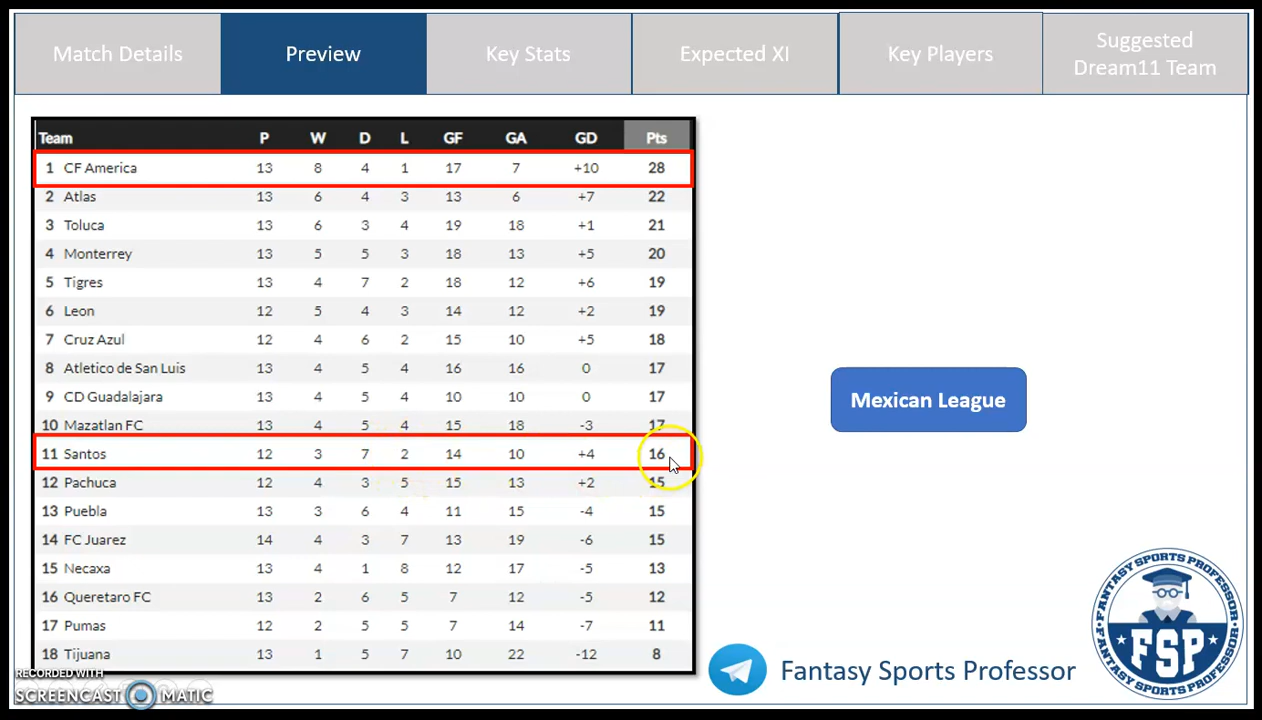 Match Details
Preview
Key Stats
Expected XI
Key Players
Suggested
Dream11 Team
Team P W D L GF GA GD Pts
1 CF America 13 8 4 1 17 7 +10 28
2 Atlas 13 6 4 3 13 6 +7 22
3 Toluca 13 6 3 4 19 18 +1 21
4 Monterrey 13 5 5 3 18 13 +5 20
5 Tigres 13 4 7 2 18 12 +6 19
6 Leon 12 5 4 3 14 12 +2 19
7 Cruz Azul 12 4 6 2 15 10 +5 18
8 Atletico de San Luis 13 4 5 4 16 16 0 17
9 CD Guadalajara 13 4 5 4 10 10 0 17
10 Mazatlan FC 13 4 5 4 15 18 -3 17
11 Santos 12 3 7 2 14 10 +4 16
12 Pachuca 12 4 3 5 15 13 +2 15
13 Puebla 13 3 6 4 11 15 -4 15
14 FC Juarez 14 4 3 7 13 19 -6 15
15 Necaxa 13 4 1 8 12 17 -5 13
16 Queretaro FC 13 2 6 5 7 12 -5 12
17 Pumas 12 2 5 5 7 14 -7 11
18 Tijuana 13 1 5 7 10 22 -12 8
Mexican League
Fantasy Sports Professor
FANTASY SPORTS PROFESSOR
FSP
FANTASY SPORTS PROFESSOR
RECORDED WITH
SCREENCAST MATIC